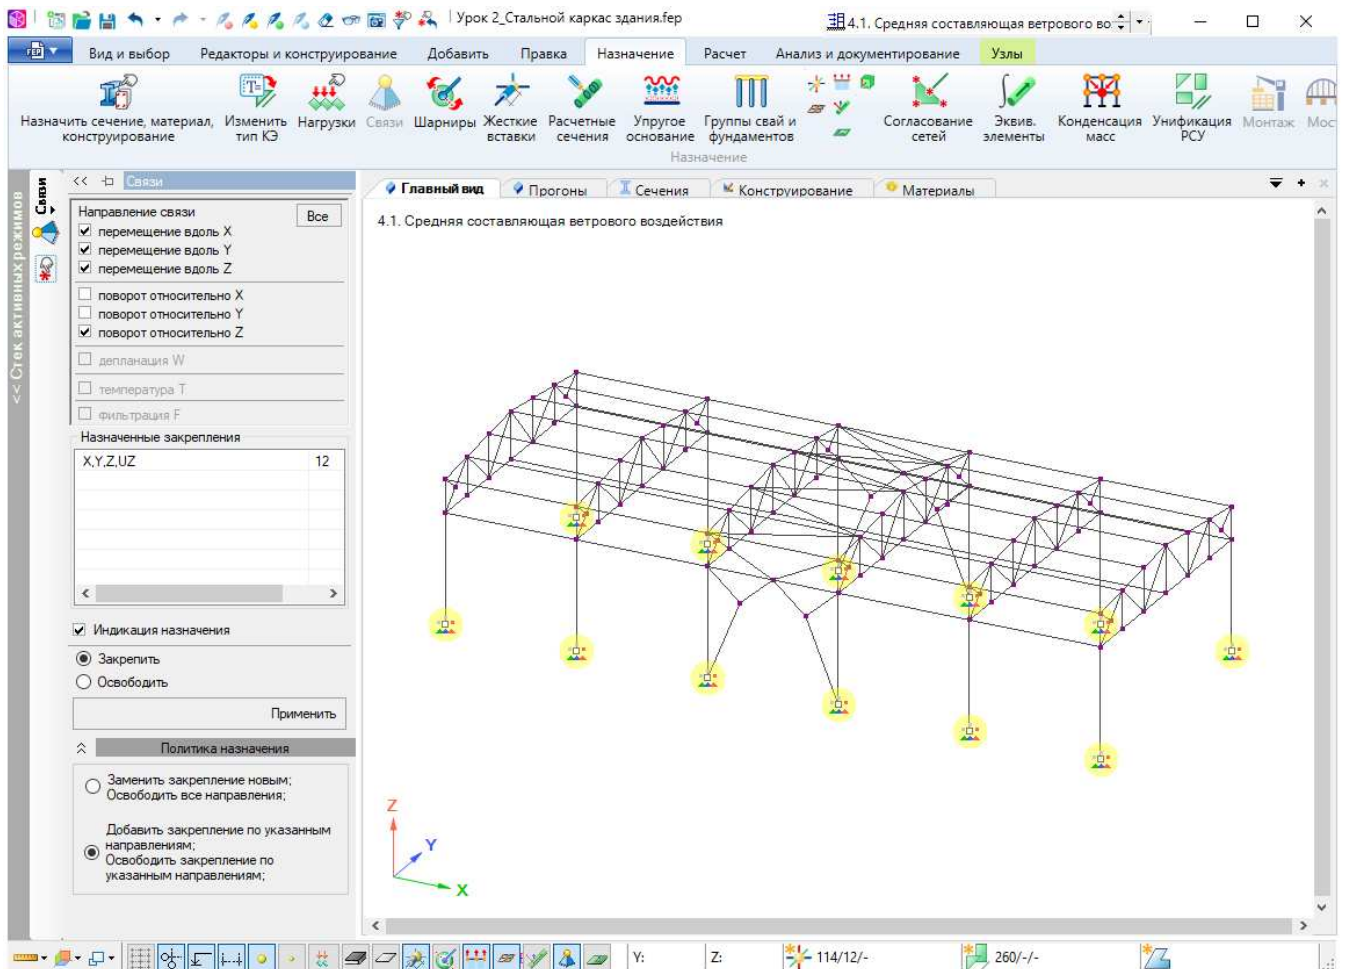 Урок 2_Стальной каркас здания.fep
4.1. Средняя составляющая ветрового во
FEP
Вид и выбор
Редакторы и конструирование
Добавить
Правка
Назначение
Расчет
Анализ и документирование
Узлы
Назначить сечение, материал,
конструирование
Изменить
тип КЭ
Нагрузки
Связи
Шарниры
Жесткие
вставки
Расчетные
сечения
Упругое
основание
Группы свай и
фундаментов
Согласование
сетей
Эквив.
элементы
Конденсация
масс
Унификация
РСУ
Монтаж
Мос
Назначение
<< Стек активных режимов
Связи
<<
Связи
Направление связи
Все
перемещение вдоль X
перемещение вдоль Y
перемещение вдоль Z
поворот относительно X
поворот относительно Y
поворот относительно Z
депланация W
температура T
фильтрация F
Назначенные закрепления
X,Y,Z,UZ 12
Индикация назначения
Закрепить
Освободить
Применить
Политика назначения
Заменить закрепление новым;
Освободить все направления;
Добавить закрепление по указанным
направлениям;
Освободить закрепление по
указанным направлениям;
Главный вид
Прогоны
Сечения
Конструирование
Материалы
4.1. Средняя составляющая ветрового воздействия
Z
Y
X
Y:
Z:
114/12/-
260/-/-